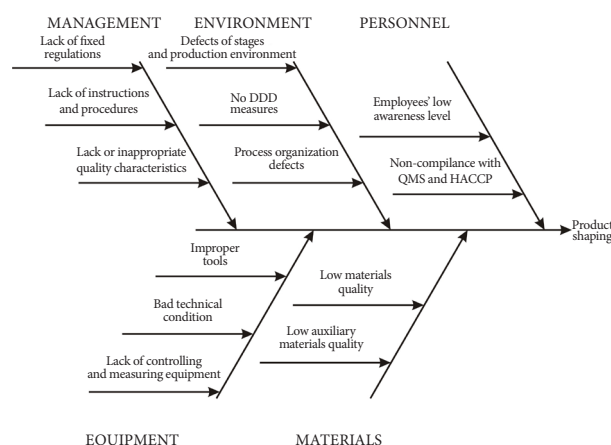 MANAGEMENT
ENVIRONMENT
PERSONNEL
Lack of fixed
regulations
Defects of stages
and production environment
Lack of instructions
and procedures
No DDD
measures
Employees' low
awareness level
Lack or inappropriate
quality characteristics
Process organization
defects
Non-compliance with
QMS and HACCP
Product
shaping
Improper
tools
Low materials
quality
Bad technical
condition
Low auxiliary
materials quality
Lack of controlling
and measuring equipment
EQUIPMENT
MATERIALS